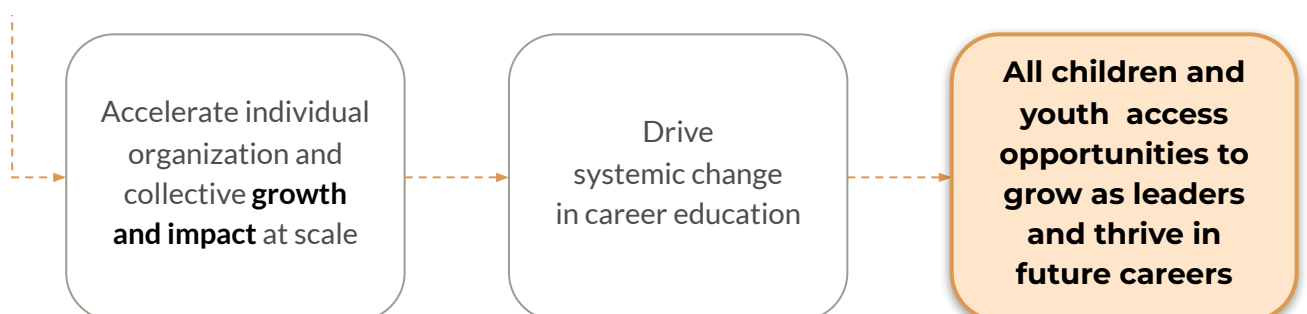 Accelerate individual
organization and
collective growth
and impact at scale
Drive
systemic change
in career education
All children and
youth  access
opportunities to
grow as leaders
and thrive in
future careers